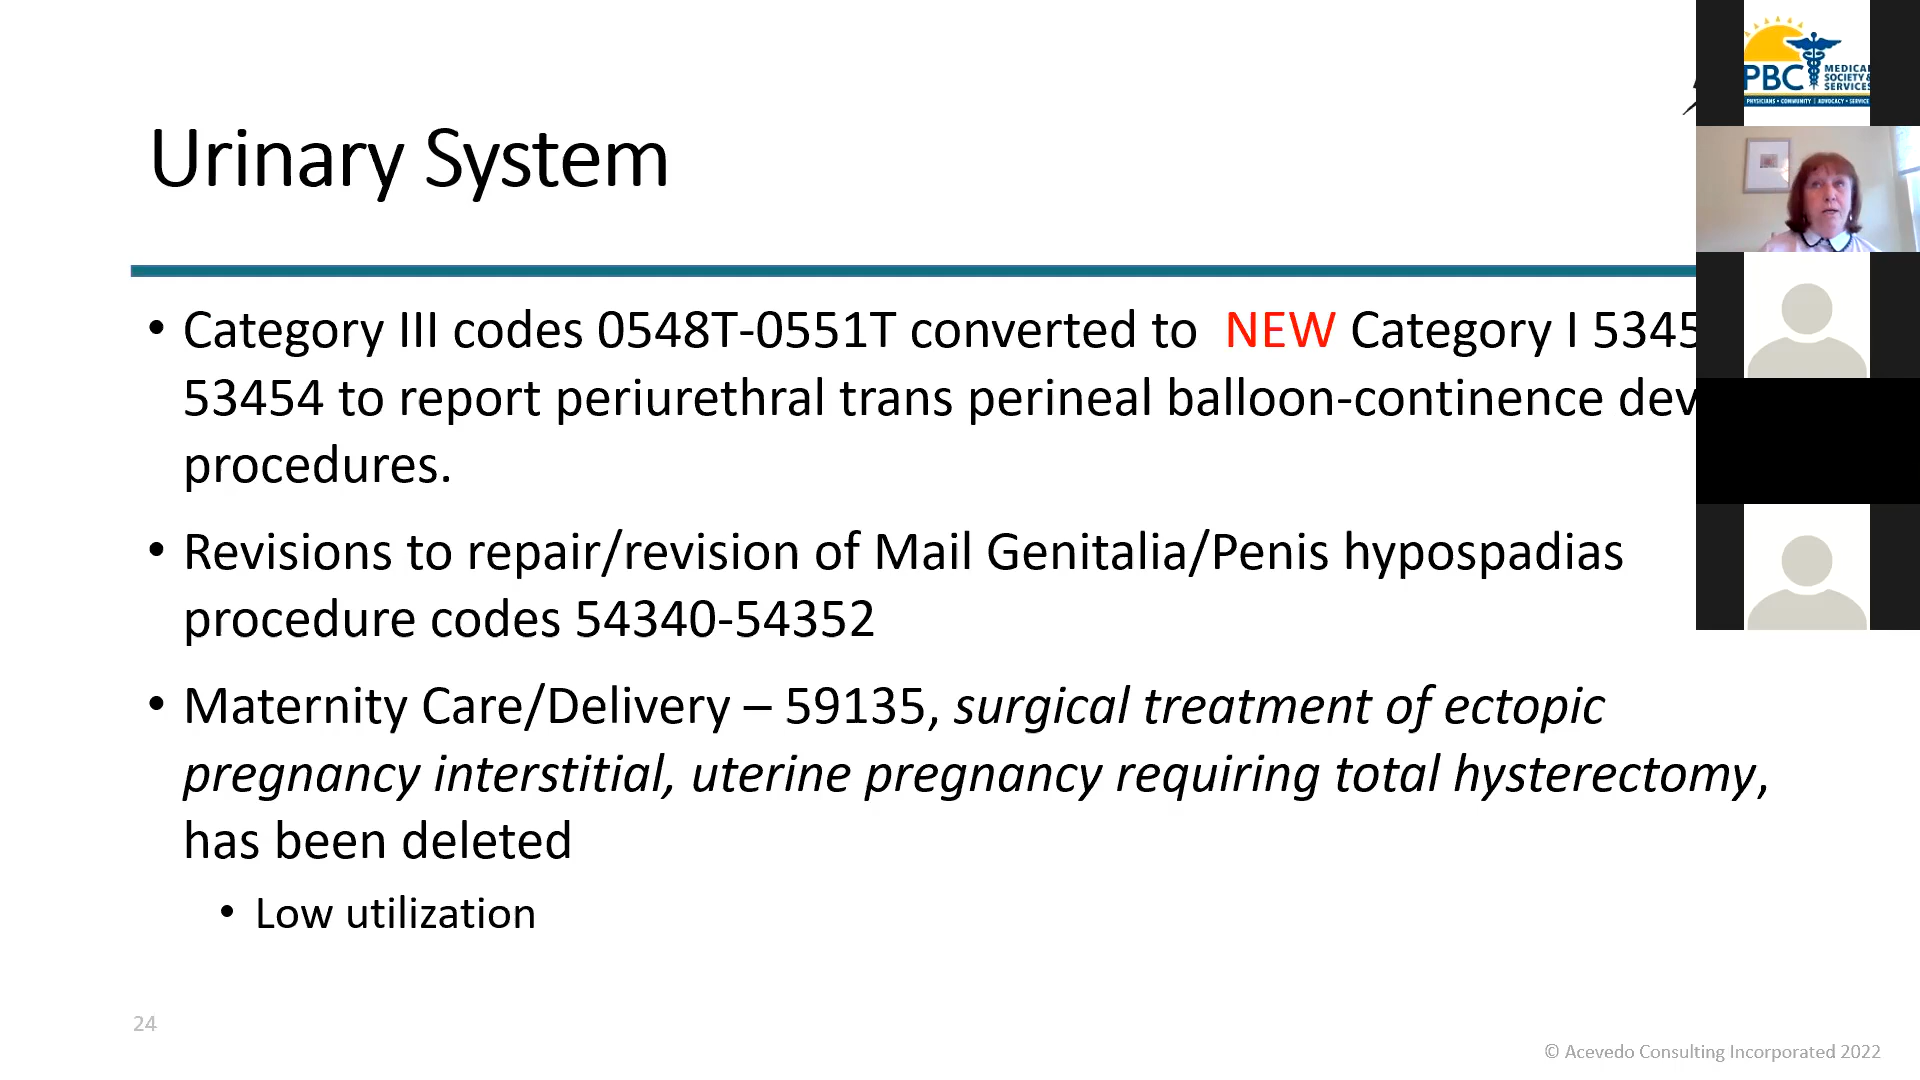 Urinary System
• Category III codes 0548T-0551T converted to NEW Category I 5345
53454 to report periurethral trans perineal balloon-continence dev
procedures.
• Revisions to repair/revision of Mail Genitalia/Penis hypospadias
procedure codes 54340-54352
• Maternity Care/Delivery – 59135, surgical treatment of ectopic
pregnancy interstitial, uterine pregnancy requiring total hysterectomy,
has been deleted
• Low utilization
24
© Acevedo Consulting Incorporated 2022
PBC
MEDICAL
SOCIETY &
SERVICES
PHYSICIANS • COMMUNITY | ADVOCACY • SERVICE